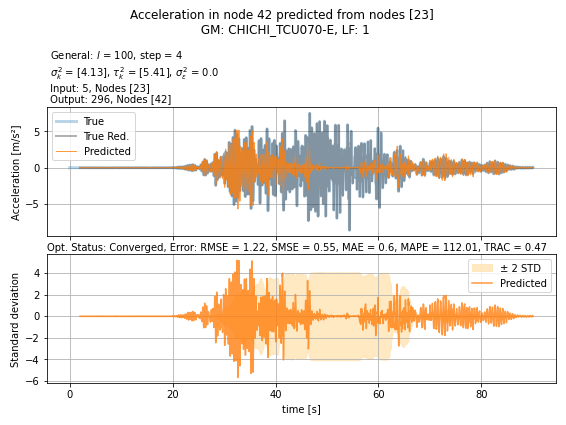 Acceleration in node 42 predicted from nodes [23]
GM: CHICHI_TCU070-E, LF: 1
General: l = 100, step = 4
σ²ₖ = [4.13], τ²ₖ = [5.41], σ²ε = 0.0
Input: 5, Nodes [23]
Output: 296, Nodes [42]
Acceleration [m/s²]
5
0
−5
True
True Red.
Predicted
Opt. Status: Converged, Error: RMSE = 1.22, SMSE = 0.55, MAE = 0.6, MAPE = 112.01, TRAC = 0.47
Standard deviation
4
2
0
−2
−4
−6
± 2 STD
Predicted
0 20 40 60 80
time [s]